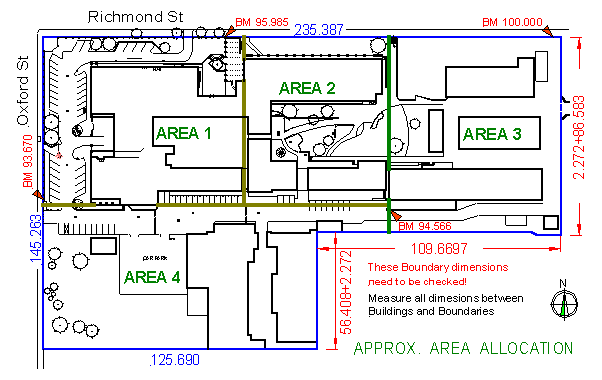 Richmond St
BM 95.985
235.387
BM 100.000
Oxford St
AREA 1
AREA 2
AREA 3
2.272+86.583
BM 93.670
BM 94.566
145.263
109.6697
AREA 4
CAR PARK
56.408+2.272
These Boundary dimensions
need to be checked!
Measure all dimesions between
Buildings and Boundaries
N
APPROX. AREA ALLOCATION
125.690